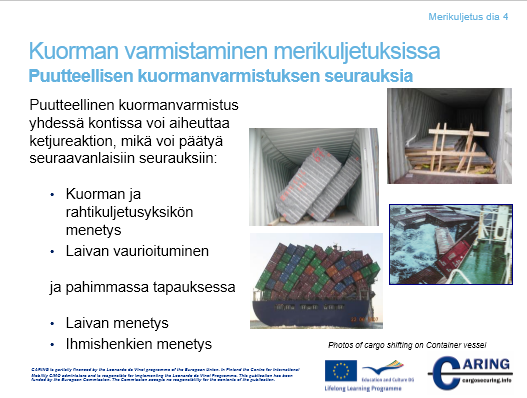 Merikuljetus dia 4
Kuorman varmistaminen merikuljetuksissa
Puutteellisen kuormanvarmistuksen seurauksia
Puutteellinen kuormanvarmistus
yhdessä kontissa voi aiheuttaa
ketjureaktion, mikä voi päätyä
seuraavanlaisiin seurauksiin:
• Kuorman ja
rahtikuljetusyksikön
menetys
• Laivan vaurioituminen
ja pahimmassa tapauksessa
• Laivan menetys
• Ihmishenkien menetys
Photos of cargo shifting on Container vessel
CARING is partially financed by the Leonardo da Vinci programme of the European Union. In Finland the Centre for International
Mobility CIMO administers and is responsible for implementing the Leonardo da Vinci Programme. This publication has been
funded by the European Commission. The Commission accepts no responsibility for the contents of the publication.
Education and Culture DG
Lifelong Learning Programme
CARING
cargosecuring.info